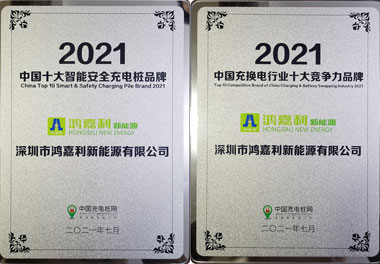 2021
中国十大智能安全充电桩品牌
China Top 10 Smart & Safety Charging Pile Brand 2021
鸿嘉利新能源
HONGJIALI NEW ENERGY
深圳市鸿嘉利新能源有限公司
中国充电桩网
二〇二一年七月
2021
中国充换电行业十大竞争力品牌
Top 10 Competitive Brand of China Charging & Battery Swapping Industry 2021
鸿嘉利新能源
HONGJIALI NEW ENERGY
深圳市鸿嘉利新能源有限公司
中国充电桩网
二〇二一年七月